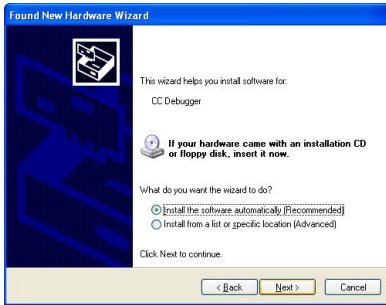 Found New Hardware Wizard
This wizard helps you install software for:
CC Debugger
If your hardware came with an installation CD
or floppy disk, insert it now.
What do you want the wizard to do?
Install the software automatically (Recommended)
Install from a list or specific location (Advanced)
Click Next to continue.
< Back Next > Cancel